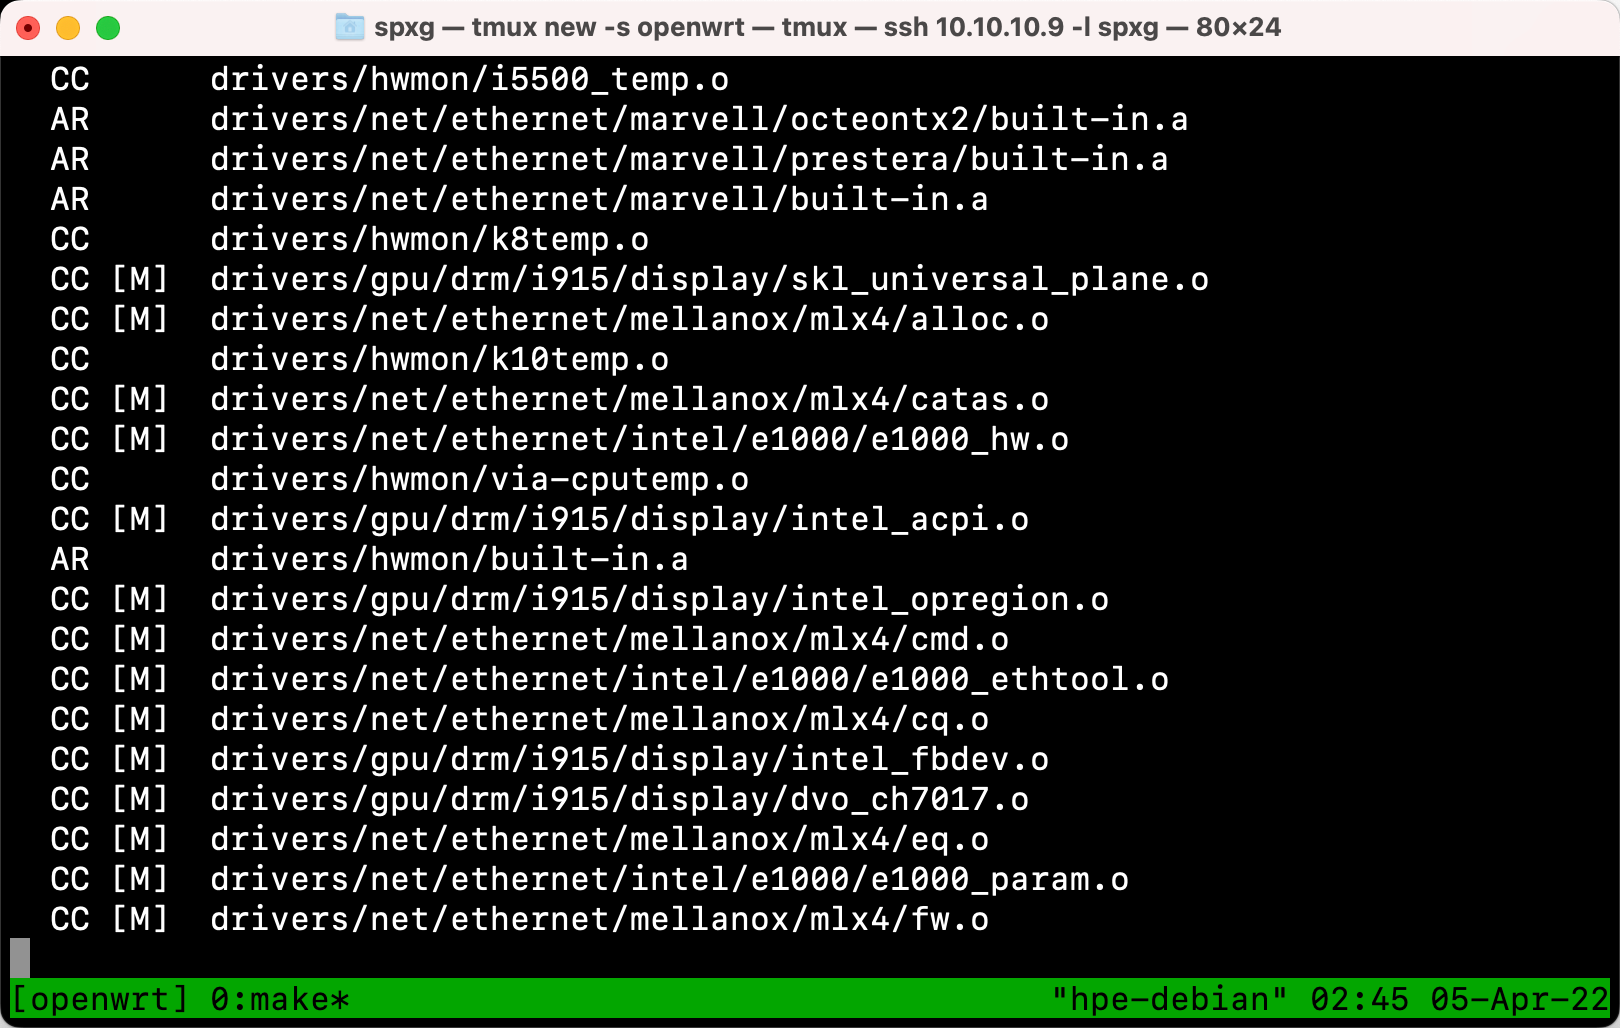 spxg — tmux new -s openwrt — tmux — ssh 10.10.10.9 -l spxg — 80×24
CC drivers/hwmon/i5500_temp.o
AR drivers/net/ethernet/marvell/octeontx2/built-in.a
AR drivers/net/ethernet/marvell/prestera/built-in.a
AR drivers/net/ethernet/marvell/built-in.a
CC drivers/hwmon/k8temp.o
CC [M] drivers/gpu/drm/i915/display/skl_universal_plane.o
CC [M] drivers/net/ethernet/mellanox/mlx4/alloc.o
CC drivers/hwmon/k10temp.o
CC [M] drivers/net/ethernet/mellanox/mlx4/catas.o
CC [M] drivers/net/ethernet/intel/e1000/e1000_hw.o
CC drivers/hwmon/via-cputemp.o
CC [M] drivers/gpu/drm/i915/display/intel_acpi.o
AR drivers/hwmon/built-in.a
CC [M] drivers/gpu/drm/i915/display/intel_opregion.o
CC [M] drivers/net/ethernet/mellanox/mlx4/cmd.o
CC [M] drivers/net/ethernet/intel/e1000/e1000_ethtool.o
CC [M] drivers/net/ethernet/mellanox/mlx4/cq.o
CC [M] drivers/gpu/drm/i915/display/intel_fbdev.o
CC [M] drivers/gpu/drm/i915/display/dvo_ch7017.o
CC [M] drivers/net/ethernet/mellanox/mlx4/eq.o
CC [M] drivers/net/ethernet/intel/e1000/e1000_param.o
CC [M] drivers/net/ethernet/mellanox/mlx4/fw.o
[openwrt] 0:make* "hpe-debian" 02:45 05-Apr-22